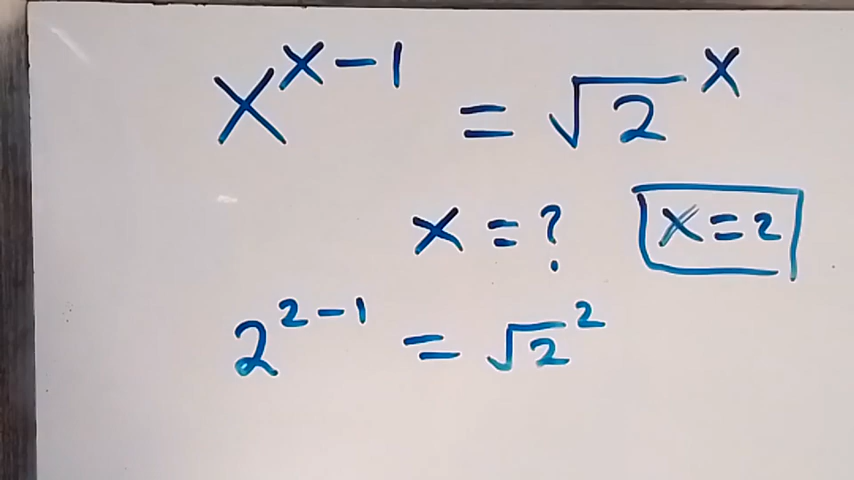 x^{x-1} = √2^x
x = ? x = 2
2^{2-1} = √2^2